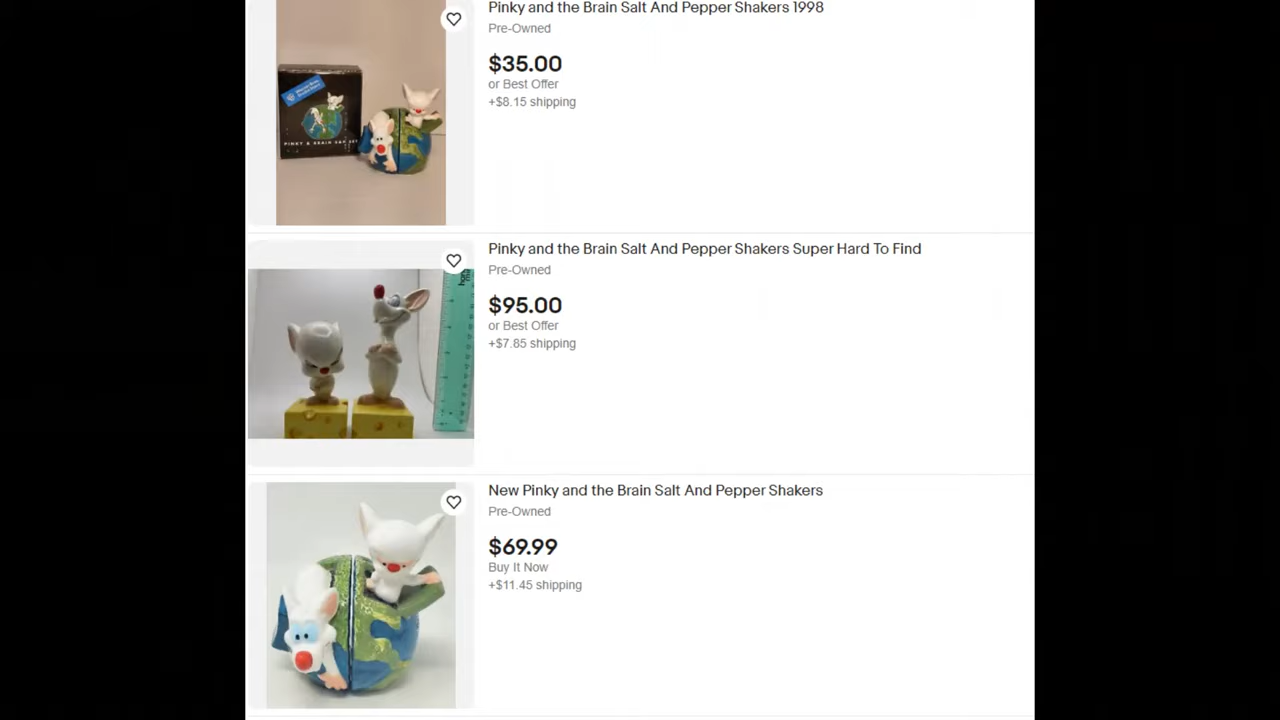 Pinky and the Brain Salt And Pepper Shakers 1998
Pre-Owned
$35.00
or Best Offer
+$8.15 shipping
PINKY & BRAIN S&P SET
Pinky and the Brain Salt And Pepper Shakers Super Hard To Find
Pre-Owned
$95.00
or Best Offer
+$7.85 shipping
New Pinky and the Brain Salt And Pepper Shakers
Pre-Owned
$69.99
Buy It Now
+$11.45 shipping